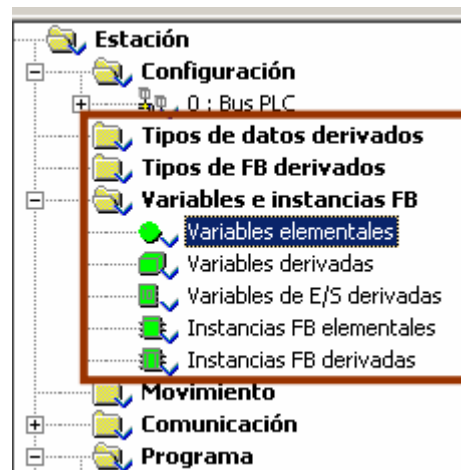 Estación
Configuración
0 : Bus PLC
Tipos de datos derivados
Tipos de FB derivados
Variables e instancias FB
Variables elementales
Variables derivadas
Variables de E/S derivadas
Instancias FB elementales
Instancias FB derivadas
Movimiento
Comunicación
Programa